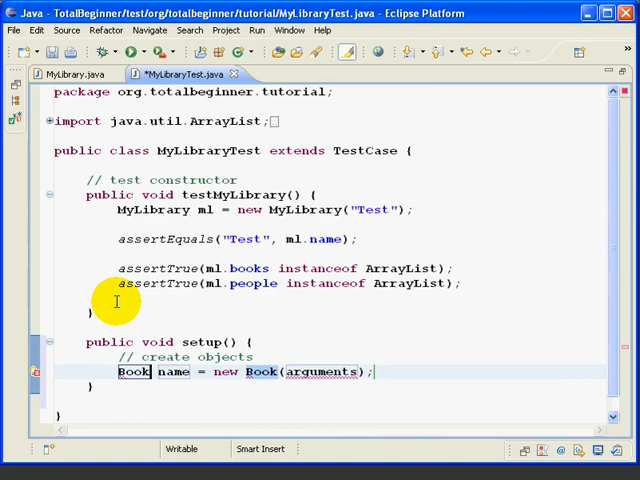 Java - TotalBeginner/test/org/totalbeginner/tutorial/MyLibraryTest.java - Eclipse Platform
File Edit Source Refactor Navigate Search Project Run Window Help
MyLibrary.java *MyLibraryTest.java
package org.totalbeginner.tutorial;
import java.util.ArrayList;
public class MyLibraryTest extends TestCase {
// test constructor
public void testMyLibrary() {
MyLibrary ml = new MyLibrary("Test");
assertEquals("Test", ml.name);
assertTrue(ml.books instanceof ArrayList);
assertTrue(ml.people instanceof ArrayList);
}
public void setup() {
// create objects
Book name = new Book(arguments);
}
}
Writable Smart Insert